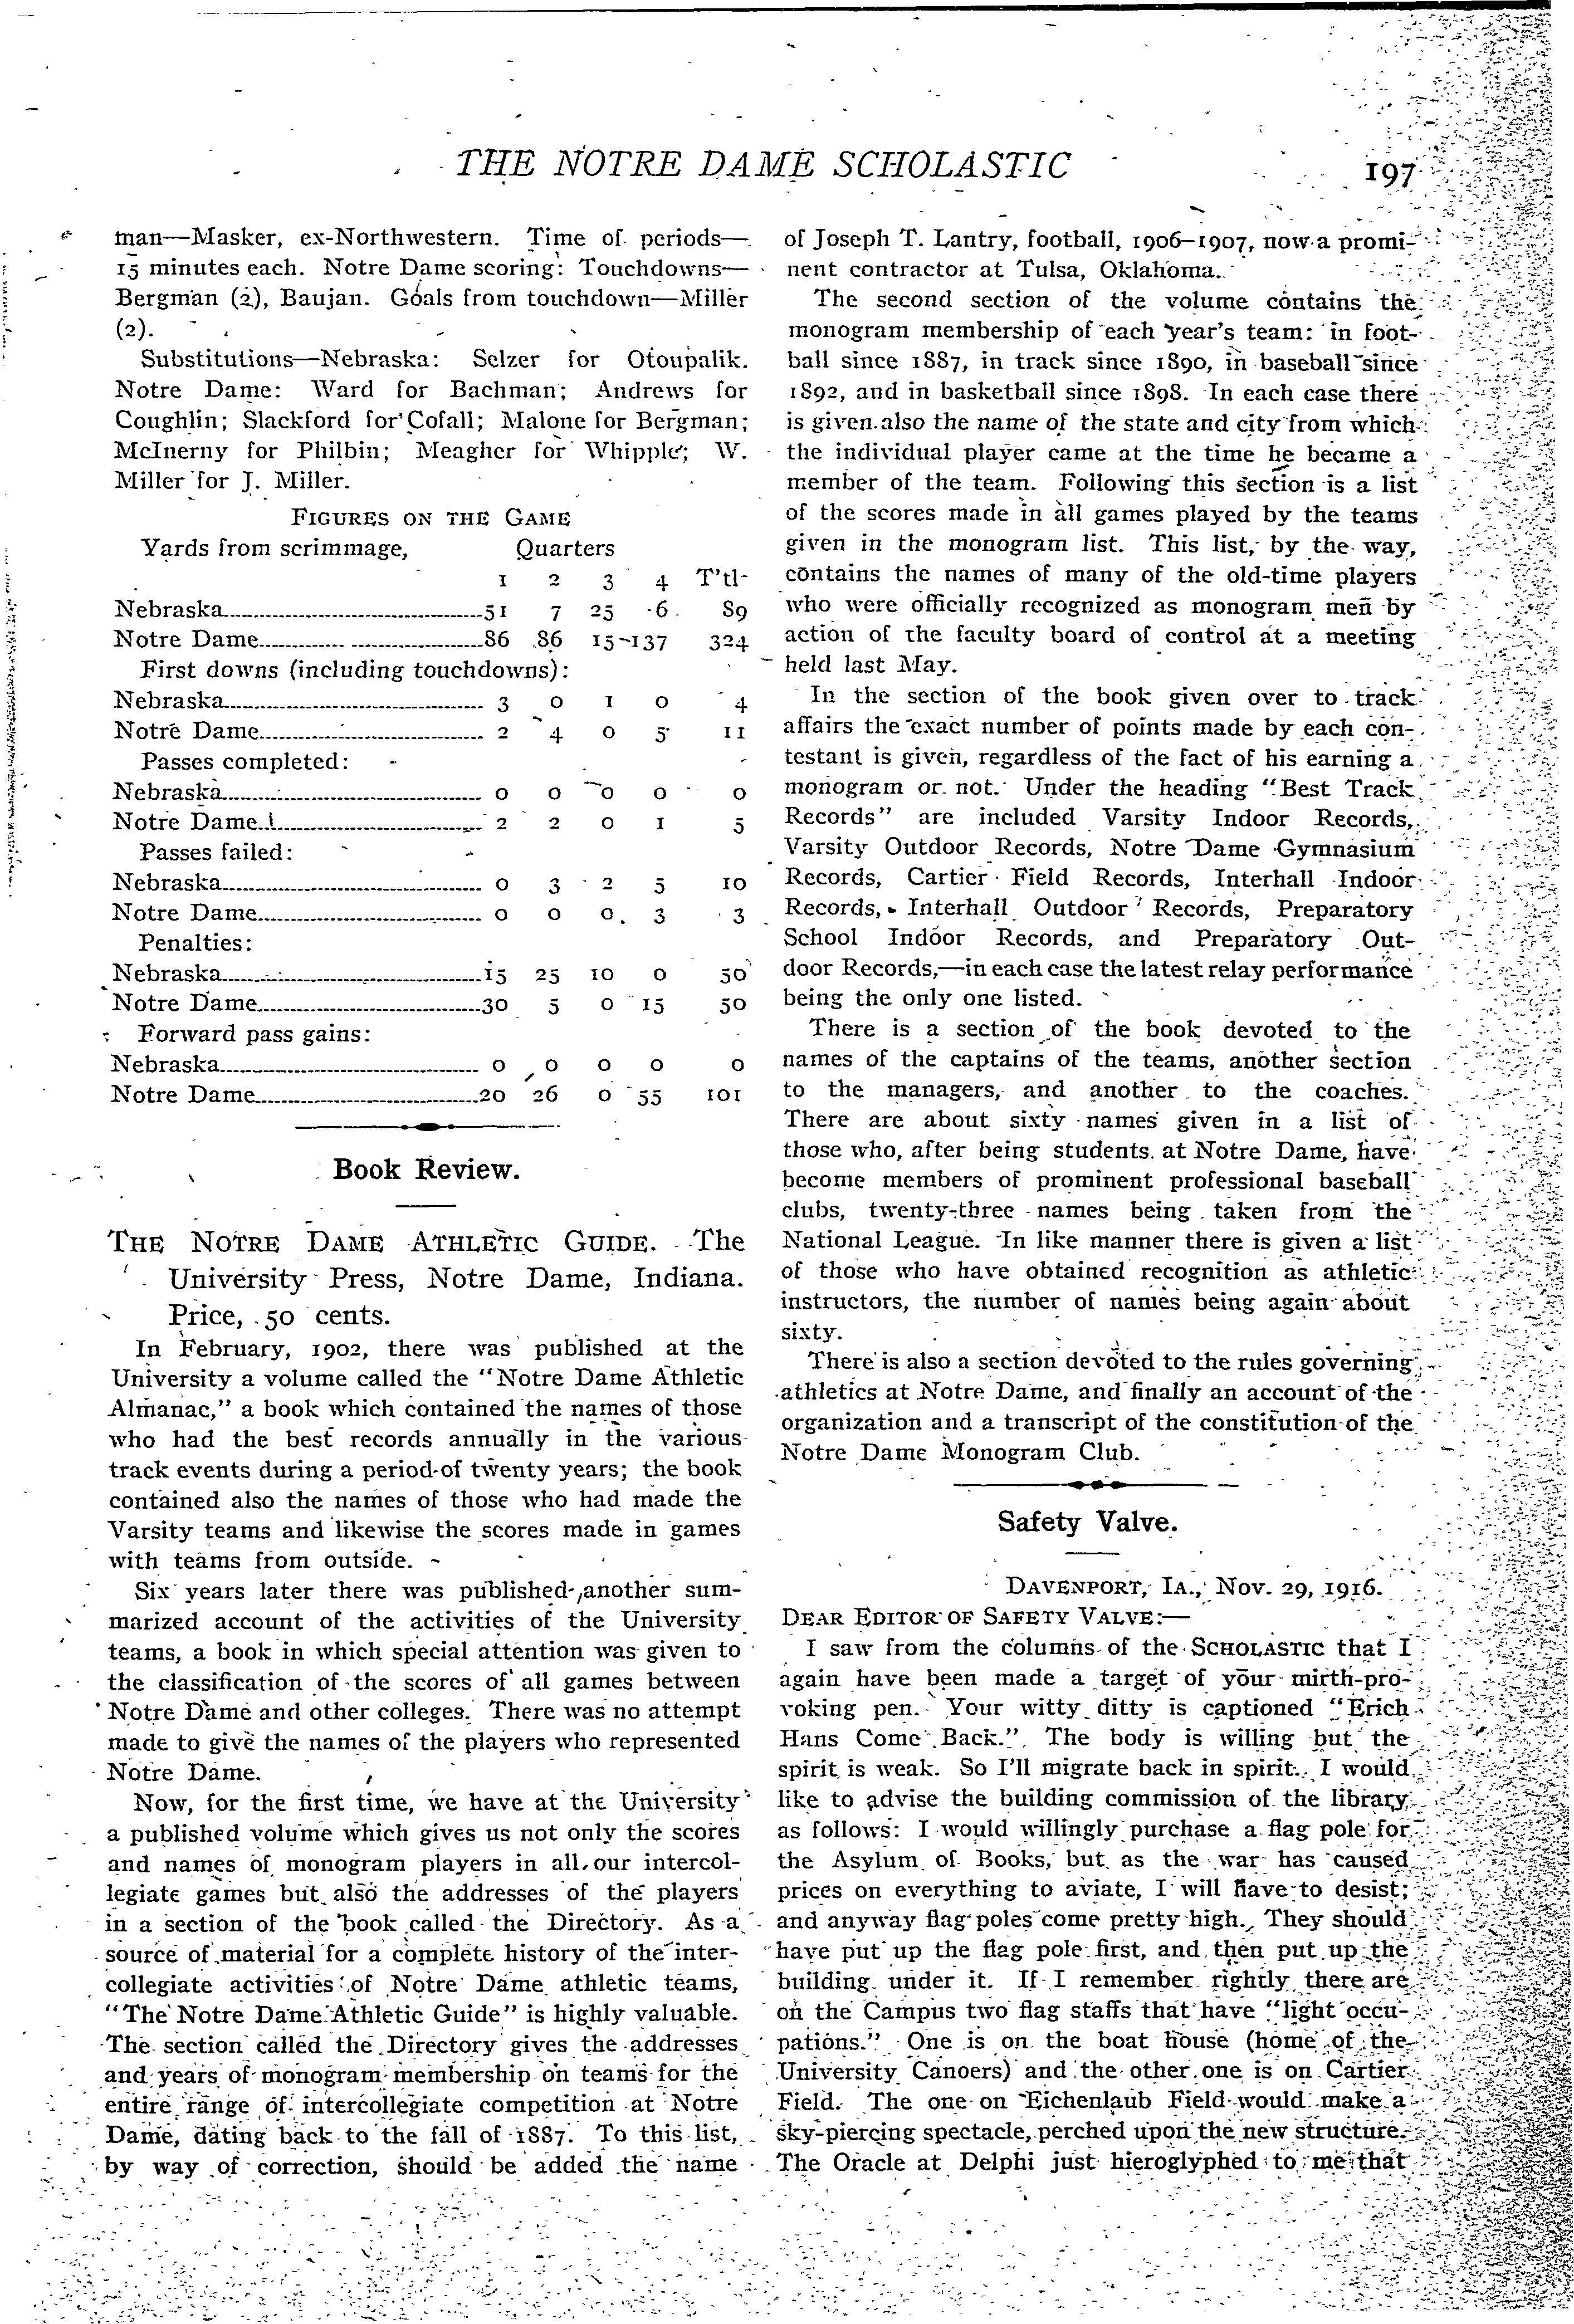 THE NOTRE DAME SCHOLASTIC 197
man—Masker, ex-Northwestern. Time of periods—
15 minutes each. Notre Dame scoring: Touchdowns—
Bergman (2), Baujan. Goals from touchdown—Miller
(2).
Substitutions—Nebraska: Selzer for Otoupalik.
Notre Dame: Ward for Bachman; Andrews for
Coughlin; Slackford for Cofall; Malone for Bergman;
McInerny for Philbin; Meagher for Whipple; W.
Miller for J. Miller.
FIGURES ON THE GAME
Yards from scrimmage, Quarters
1 2 3 4 T'tl
Nebraska 51 7 25 6 89
Notre Dame 86 86 15 137 324
First downs (including touchdowns):
Nebraska 3 0 1 0 4
Notre Dame 2 4 0 5 11
Passes completed:
Nebraska 0 0 0 0 0
Notre Dame 2 2 0 1 5
Passes failed:
Nebraska 0 3 2 5 10
Notre Dame 0 0 0 3 3
Penalties:
Nebraska 15 25 10 0 50
Notre Dame 30 5 0 15 50
Forward pass gains:
Nebraska 0 0 0 0 0
Notre Dame 20 26 0 55 101
Book Review.
THE NOTRE DAME ATHLETIC GUIDE. The
University Press, Notre Dame, Indiana.
Price, 50 cents.
In February, 1902, there was published at the
University a volume called the "Notre Dame Athletic
Almanac," a book which contained the names of those
who had the best records annually in the various
track events during a period of twenty years; the book
contained also the names of those who had made the
Varsity teams and likewise the scores made in games
with teams from outside.
Six years later there was published another sum-
marized account of the activities of the University
teams, a book in which special attention was given to
the classification of the scores of all games between
Notre Dame and other colleges. There was no attempt
made to give the names of the players who represented
Notre Dame.
Now, for the first time, we have at the University
a published volume which gives us not only the scores
and names of monogram players in all our intercol-
legiate games but also the addresses of the players
in a section of the book called the Directory. As a
source of material for a complete history of the inter-
collegiate activities of Notre Dame athletic teams,
"The Notre Dame Athletic Guide" is highly valuable.
The section called the Directory gives the addresses
and years of monogram membership on teams for the
entire range of intercollegiate competition at Notre
Dame, dating back to the fall of 1887. To this list,
by way of correction, should be added the name
of Joseph T. Lantry, football, 1906–1907, now a promi-
nent contractor at Tulsa, Oklahoma.
The second section of the volume contains the
monogram membership of each year's team: in foot-
ball since 1887, in track since 1890, in baseball since
1892, and in basketball since 1898. In each case there
is given also the name of the state and city from which
the individual player came at the time he became a
member of the team. Following this section is a list
of the scores made in all games played by the teams
given in the monogram list. This list, by the way,
contains the names of many of the old-time players
who were officially recognized as monogram men by
action of the faculty board of control at a meeting
held last May.
In the section of the book given over to track
affairs the exact number of points made by each con-
testant is given, regardless of the fact of his earning a
monogram or not. Under the heading "Best Track
Records" are included Varsity Indoor Records,
Varsity Outdoor Records, Notre Dame Gymnasium
Records, Cartier Field Records, Interhall Indoor
Records, Interhall Outdoor Records, Preparatory
School Indoor Records, and Preparatory Out-
door Records,—in each case the latest relay performance
being the only one listed.
There is a section of the book devoted to the
names of the captains of the teams, another section
to the managers, and another to the coaches.
There are about sixty names given in a list of
those who, after being students at Notre Dame, have
become members of prominent professional baseball
clubs, twenty-three names being taken from the
National League. In like manner there is given a list
of those who have obtained recognition as athletic
instructors, the number of names being again about
sixty.
There is also a section devoted to the rules governing
athletics at Notre Dame, and finally an account of the
organization and a transcript of the constitution of the
Notre Dame Monogram Club.
Safety Valve.
DAVENPORT, IA., NOV. 29, 1916.
DEAR EDITOR OF SAFETY VALVE:—
I saw from the columns of the SCHOLASTIC that I
again have been made a target of your mirth-pro-
voking pen. Your witty ditty is captioned "Erich
Hans Come Back." The body is willing but the
spirit is weak. So I'll migrate back in spirit. I would
like to advise the building commission of the library
as follows: I would willingly purchase a flag pole for
the Asylum of Books, but as the war has caused
prices on everything to aviate, I will have to desist;
and anyway flag poles come pretty high. They should
have put up the flag pole first, and then put up the
building under it. If I remember rightly there are
on the Campus two flag staffs that have "light occu-
pations." One is on the boat house (home of the
University Canoers) and the other one is on Cartier
Field. The one on Eichenlaub Field would make a
sky-piercing spectacle, perched upon the new structure.
The Oracle at Delphi just hieroglyphed to me that